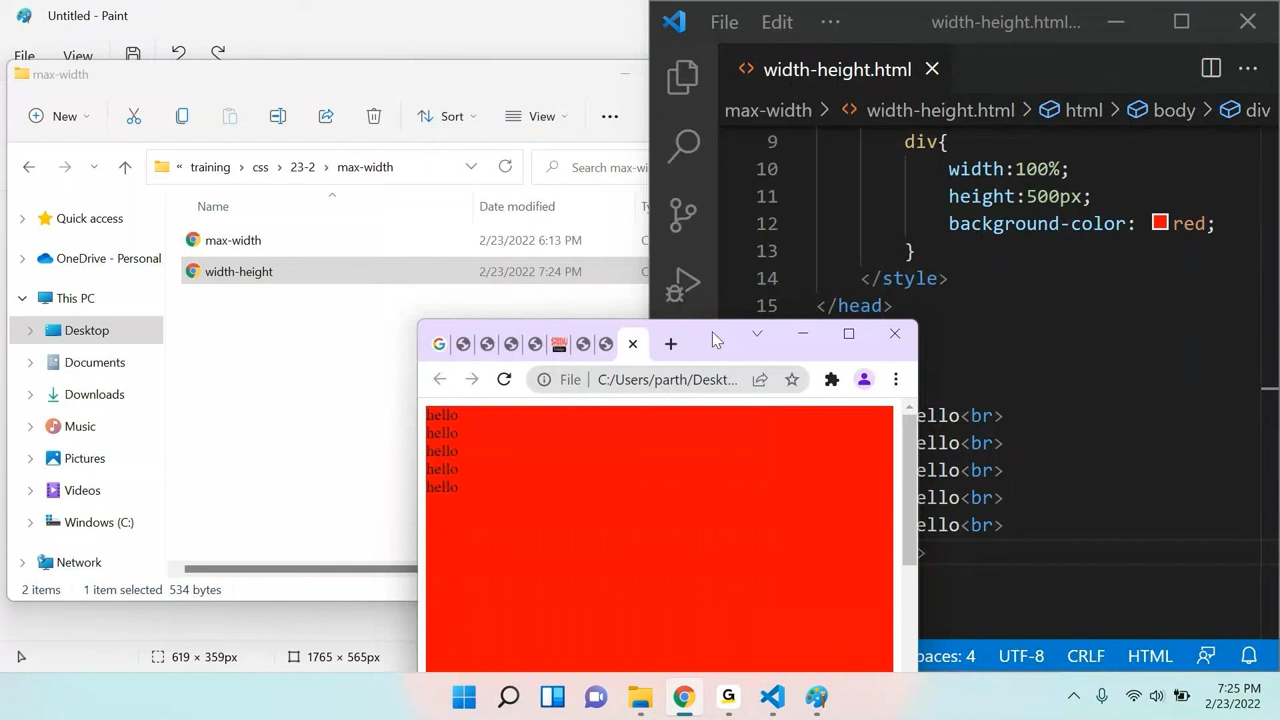 Untitled - Paint
File View
max-width
New Sort View
« training > css > 23-2 > max-width
Search max-wi
Name Date modified
max-width 2/23/2022 6:13 PM
width-height 2/23/2022 7:24 PM
Quick access
OneDrive - Personal
This PC
Desktop
Documents
Downloads
Music
Pictures
Videos
Windows (C:)
Network
2 items 1 item selected 534 bytes
619 × 359px 1765 × 565px
File Edit ··· width-height.html...
width-height.html
max-width > width-height.html > html > body > div
9 div{
10 width:100%;
11 height:500px;
12 background-color: red;
13 }
14 </style>
15 </head>
ello<br>
ello<br>
ello<br>
ello<br>
ello<br>
>
File C:/Users/parth/Deskt...
hello
hello
hello
hello
hello
paces: 4 UTF-8 CRLF HTML
7:25 PM
2/23/2022